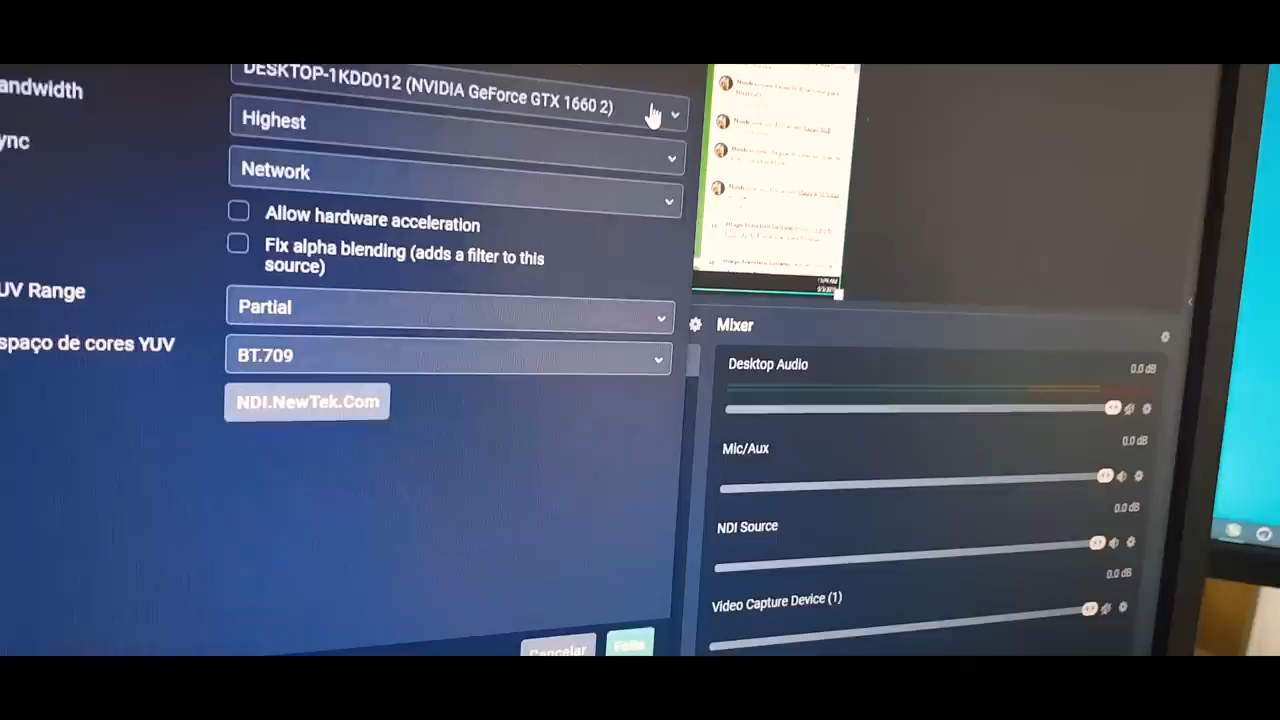 DESKTOP-1KDD012 (NVIDIA GeForce GTX 1660 2)
andwidth
Highest
ync
Network
Allow hardware acceleration
Fix alpha blending (adds a filter to this
source)
UV Range
Partial
spaço de cores YUV
BT.709
NDI.NewTek.Com
Cancelar
Mixer
Desktop Audio
0.0 dB
Mic/Aux
0.0 dB
NDI Source
0.0 dB
Video Capture Device (1)
0.0 dB